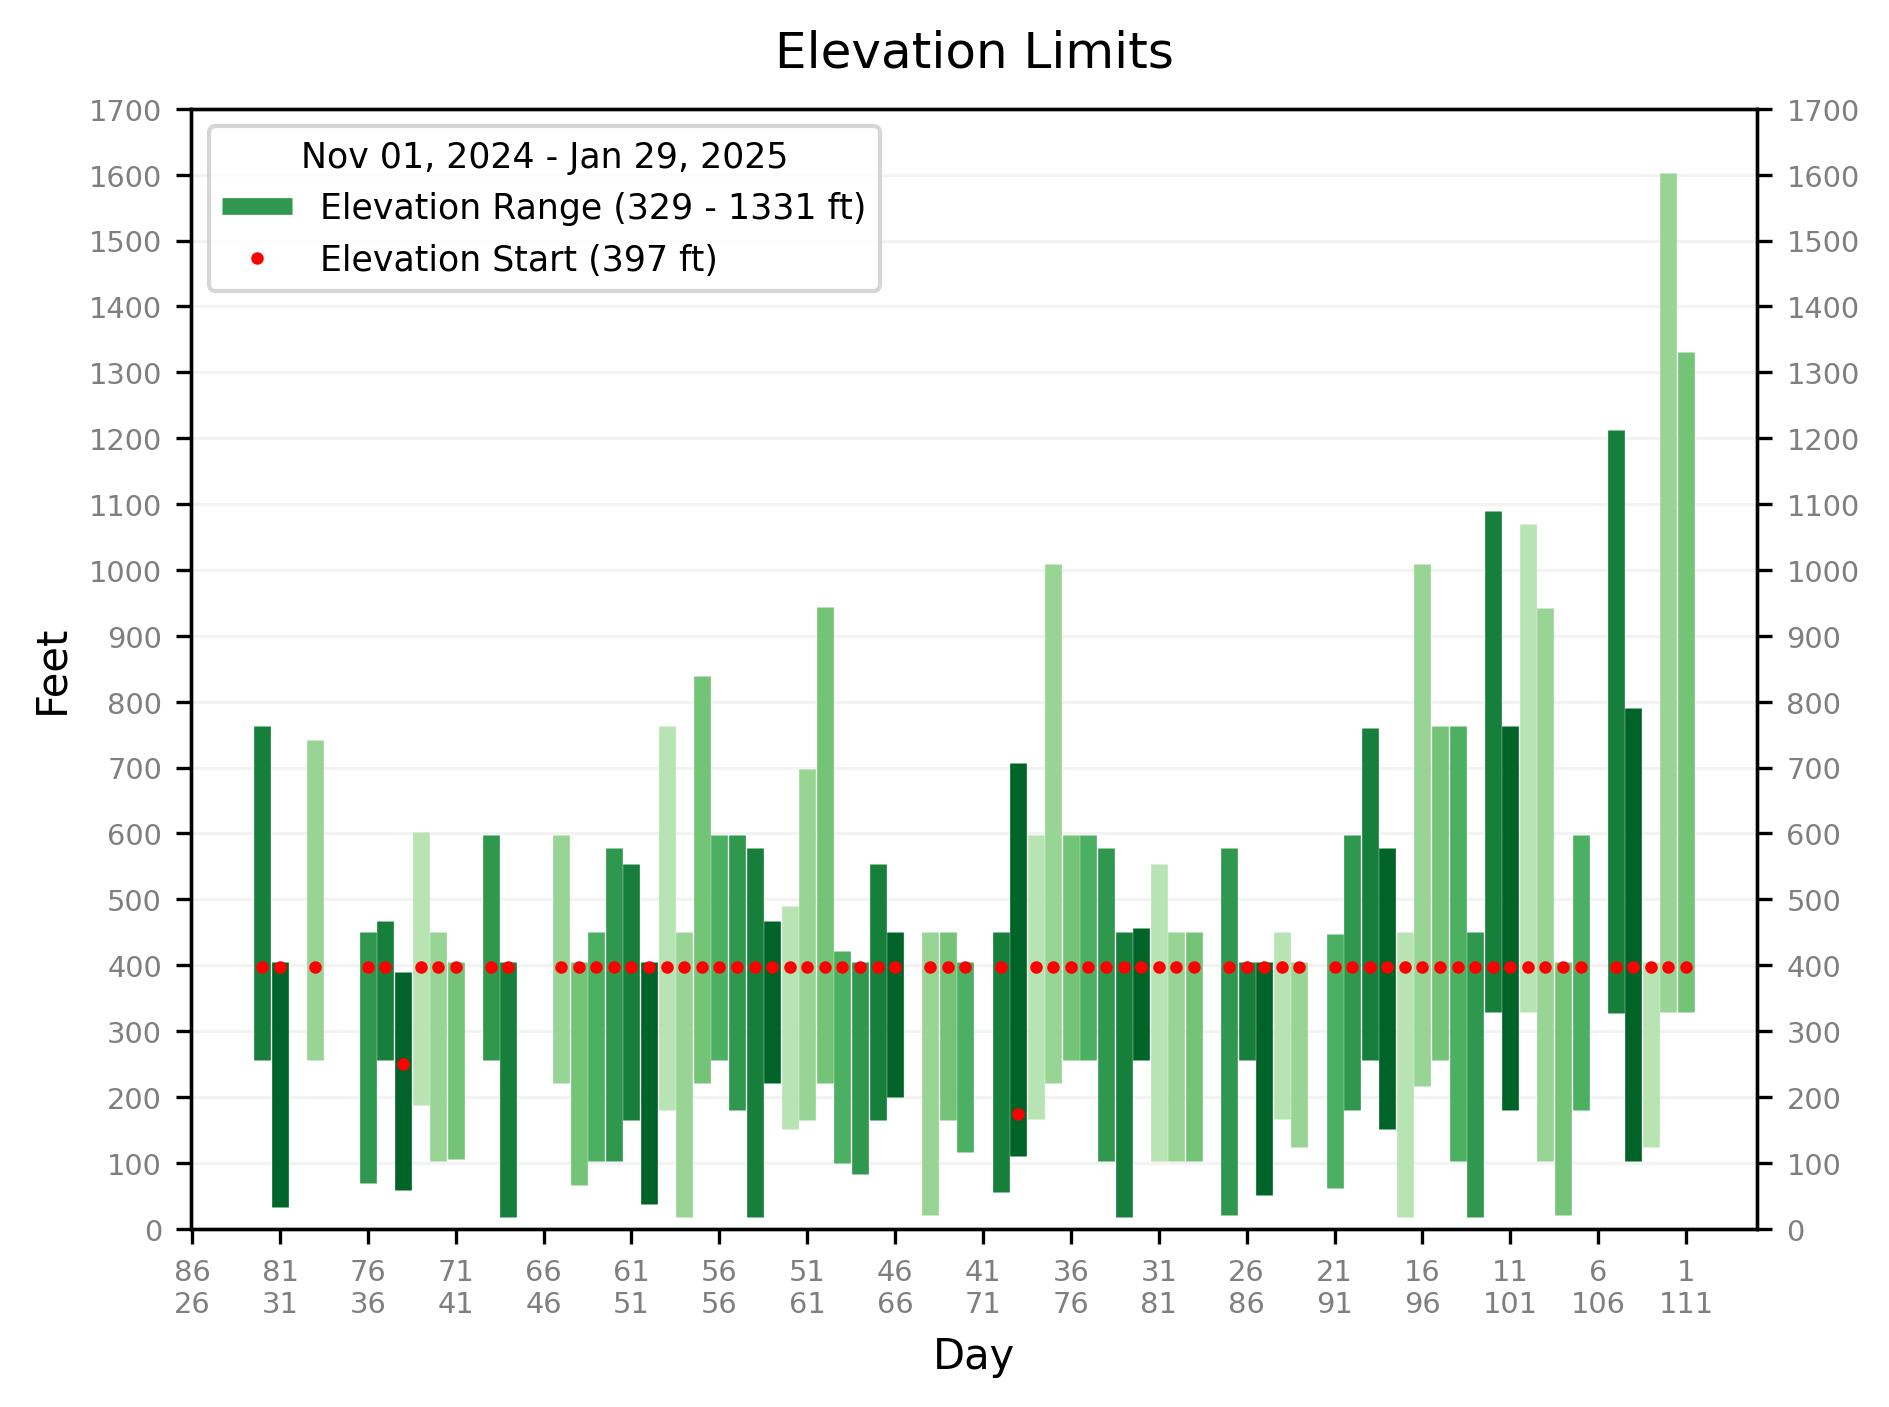 Elevation Limits
Nov 01, 2024 - Jan 29, 2025
Elevation Range (329 - 1331 ft)
Elevation Start (397 ft)
1700 1700
1600 1600
1500 1500
1400 1400
1300 1300
1200 1200
1100 1100
1000 1000
900 900
800 800
700 700
600 600
500 500
400 400
300 300
200 200
100 100
0 0
Feet
86 81 76 71 66 61 56 51 46 41 36 31 26 21 16 11 6 1
26 31 36 41 46 51 56 61 66 71 76 81 86 91 96 101 106 111
Day